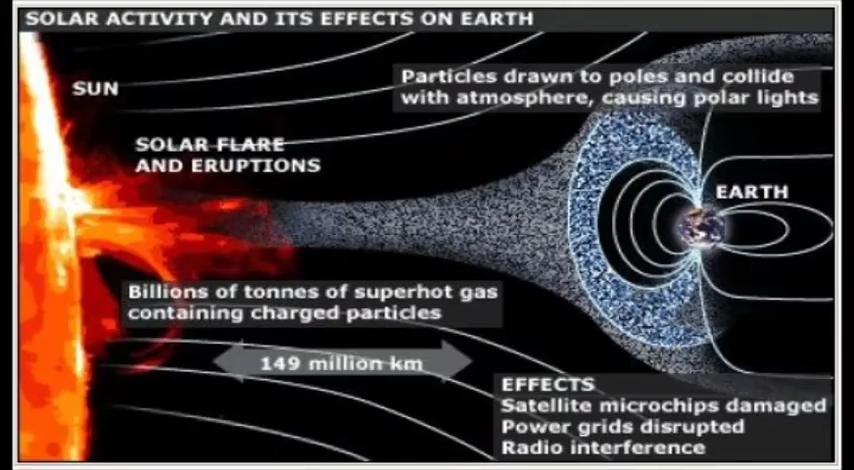 SOLAR ACTIVITY AND ITS EFFECTS ON EARTH
SUN
Particles drawn to poles and collide
with atmosphere, causing polar lights
SOLAR FLARE
AND ERUPTIONS
EARTH
Billions of tonnes of superhot gas
containing charged particles
149 million km
EFFECTS
Satellite microchips damaged
Power grids disrupted
Radio interference